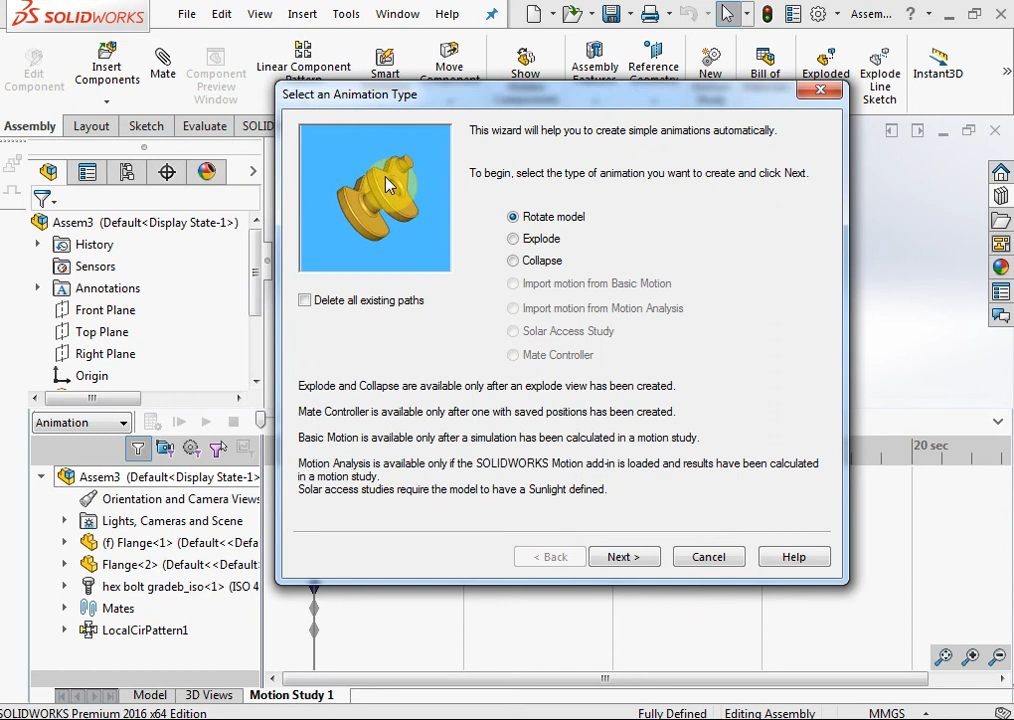 SOLIDWORKS
File Edit View Insert Tools Window Help
Assem... ?
Edit Component
Insert Components
Mate
Component Preview Window
Linear Component
Smart
Move
Show
Assembly
Reference
New
Bill of
Exploded
Explode Line Sketch
Instant3D
Assembly Layout Sketch Evaluate SOLID
Select an Animation Type
This wizard will help you to create simple animations automatically.
To begin, select the type of animation you want to create and click Next.
Rotate model
Explode
Collapse
Import motion from Basic Motion
Import motion from Motion Analysis
Solar Access Study
Mate Controller
Delete all existing paths
Explode and Collapse are available only after an explode view has been created.
Mate Controller is available only after one with saved positions has been created.
Basic Motion is available only after a simulation has been calculated in a motion study.
Motion Analysis is available only if the SOLIDWORKS Motion add-in is loaded and results have been calculated
in a motion study.
Solar access studies require the model to have a Sunlight defined.
< Back Next > Cancel Help
Assem3 (Default<Display State-1>)
History
Sensors
Annotations
Front Plane
Top Plane
Right Plane
Origin
Animation
20 sec
Assem3 (Default<Display State-1>
Orientation and Camera Views
Lights, Cameras and Scene
(f) Flange<1> (Default<<Defa
Flange<2> (Default<<Default>
hex bolt gradeb_iso<1> (ISO 4
Mates
LocalCirPattern1
Model 3D Views Motion Study 1
SOLIDWORKS Premium 2016 x64 Edition
Fully Defined Editing Assembly MMGS